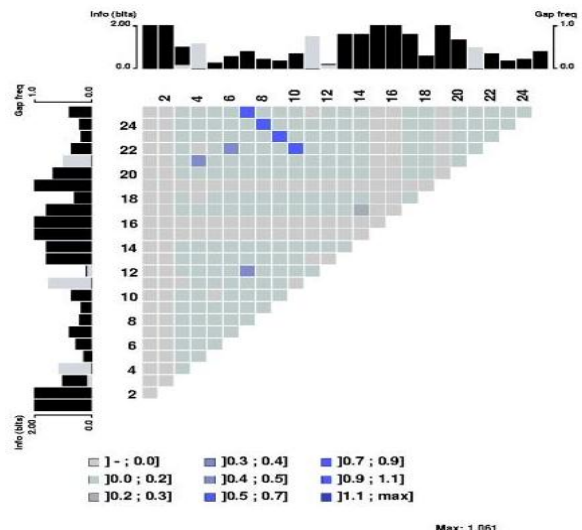 Info (bits)
2.00
0.0
Gap freq
1.0
0.0
Gap freq
1.0
0.0
2 4 6 8 10 12 14 16 18 20 22 24
24
22
20
18
16
14
12
10
8
6
4
2
Info (bits)
2.00
0.0
] - ; 0.0] ]0.3 ; 0.4] ]0.7 ; 0.9]
]0.0 ; 0.2] ]0.4 ; 0.5] ]0.9 ; 1.1]
]0.2 ; 0.3] ]0.5 ; 0.7] ]1.1 ; max]
Max: 1.061